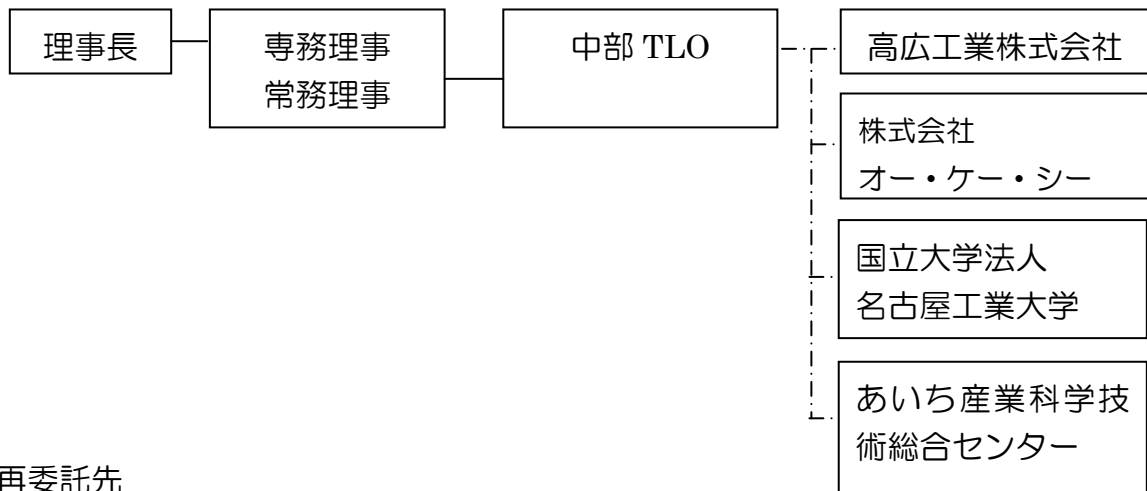 理事長
専務理事
常務理事
中部 TLO
高広工業株式会社
株式会社
オー・ケー・シー
国立大学法人
名古屋工業大学
あいち産業科学技
術総合センター
再委託先